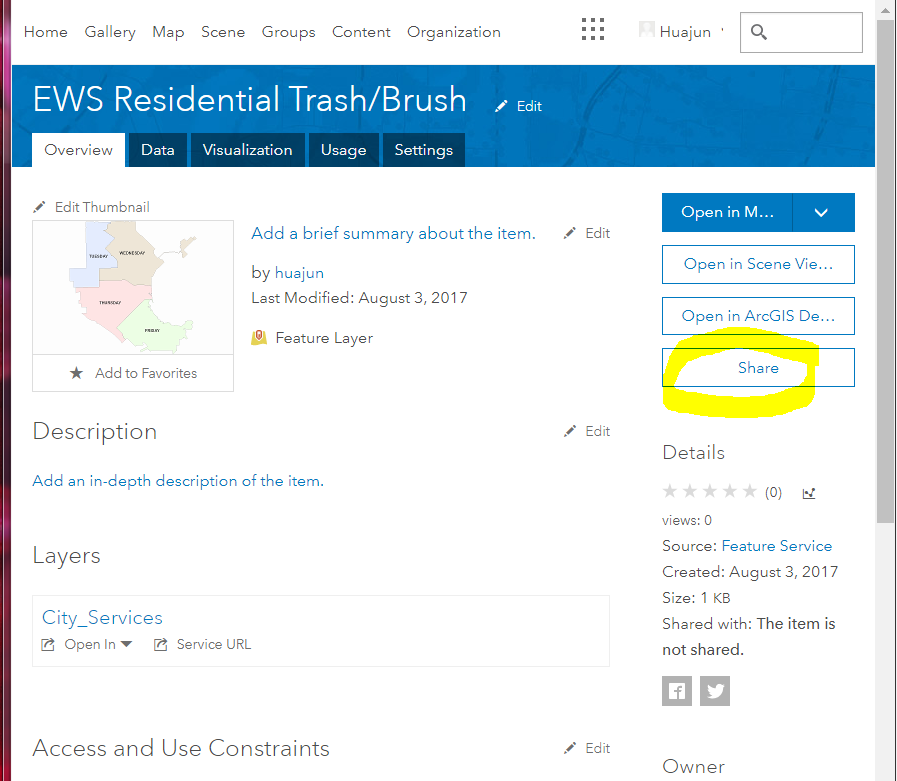 Home Gallery Map Scene Groups Content Organization Huajun
EWS Residential Trash/Brush Edit
Overview Data Visualization Usage Settings
Edit Thumbnail
TUESDAY WEDNESDAY
THURSDAY
FRIDAY
Add to Favorites
Add a brief summary about the item. Edit
by huajun
Last Modified: August 3, 2017
Feature Layer
Open in M...
Open in Scene Vie...
Open in ArcGIS De...
Share
Description Edit
Add an in-depth description of the item.
Layers
City_Services
Open In Service URL
Access and Use Constraints Edit
Details
(0)
views: 0
Source: Feature Service
Created: August 3, 2017
Size: 1 KB
Shared with: The item is
not shared.
Owner